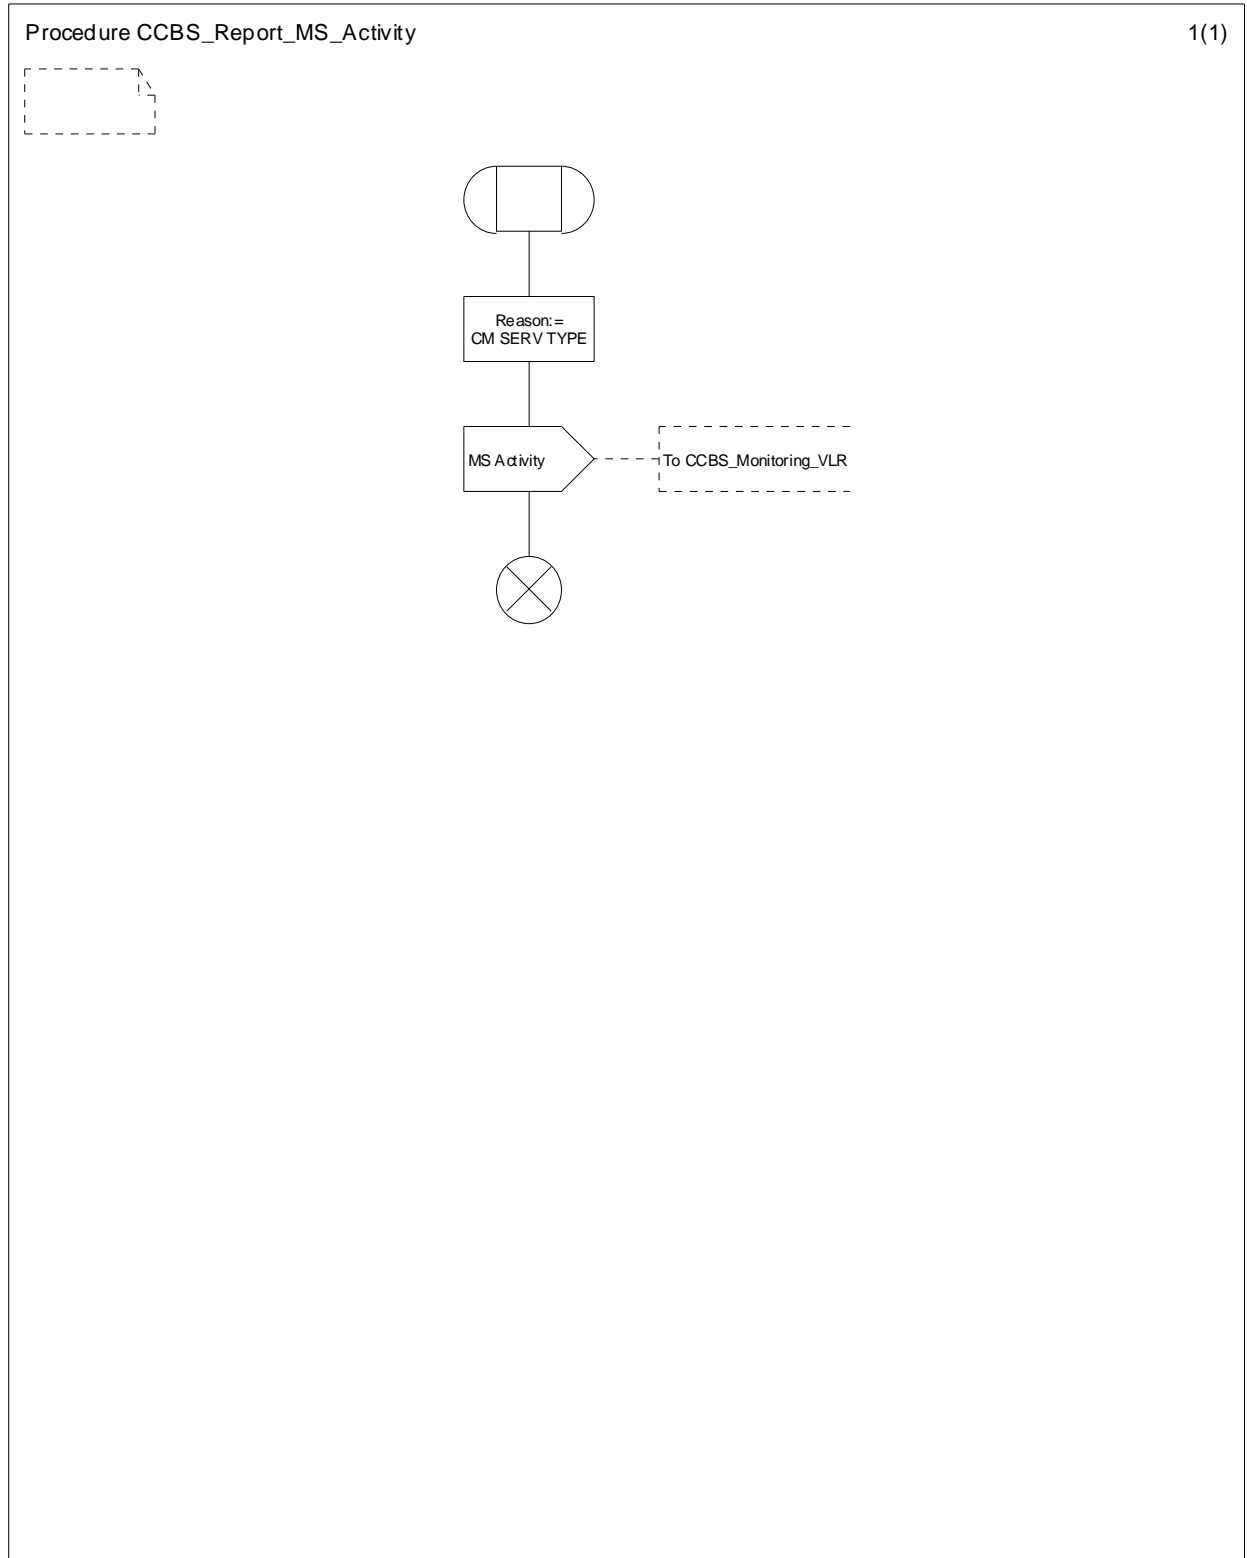 Procedure CCBS_Report_MS_Activity
1(1)
Reason:=
CM SERV TYPE
MS Activity
To CCBS_Monitoring_VLR